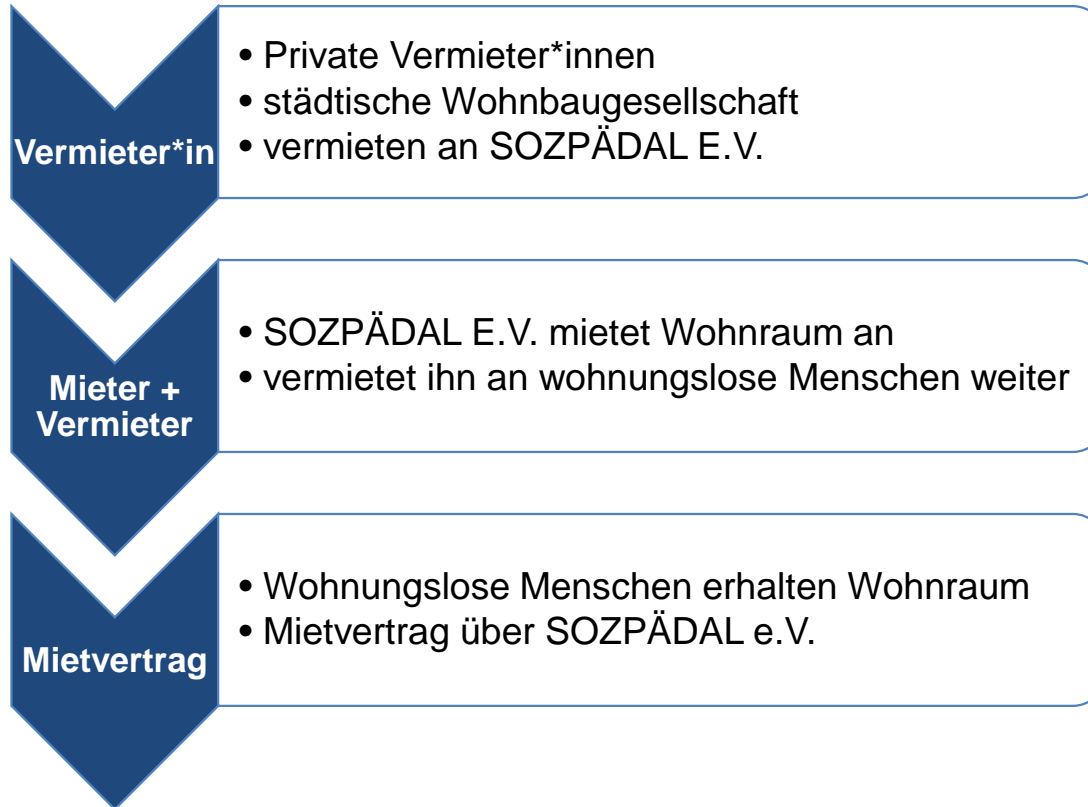 Vermieter*in
• Private Vermieter*innen
• städtische Wohnbaugesellschaft
• vermieten an SOZPÄDAL E.V.
Mieter +
Vermieter
• SOZPÄDAL E.V. mietet Wohnraum an
• vermietet ihn an wohnungslose Menschen weiter
Mietvertrag
• Wohnungslose Menschen erhalten Wohnraum
• Mietvertrag über SOZPÄDAL e.V.